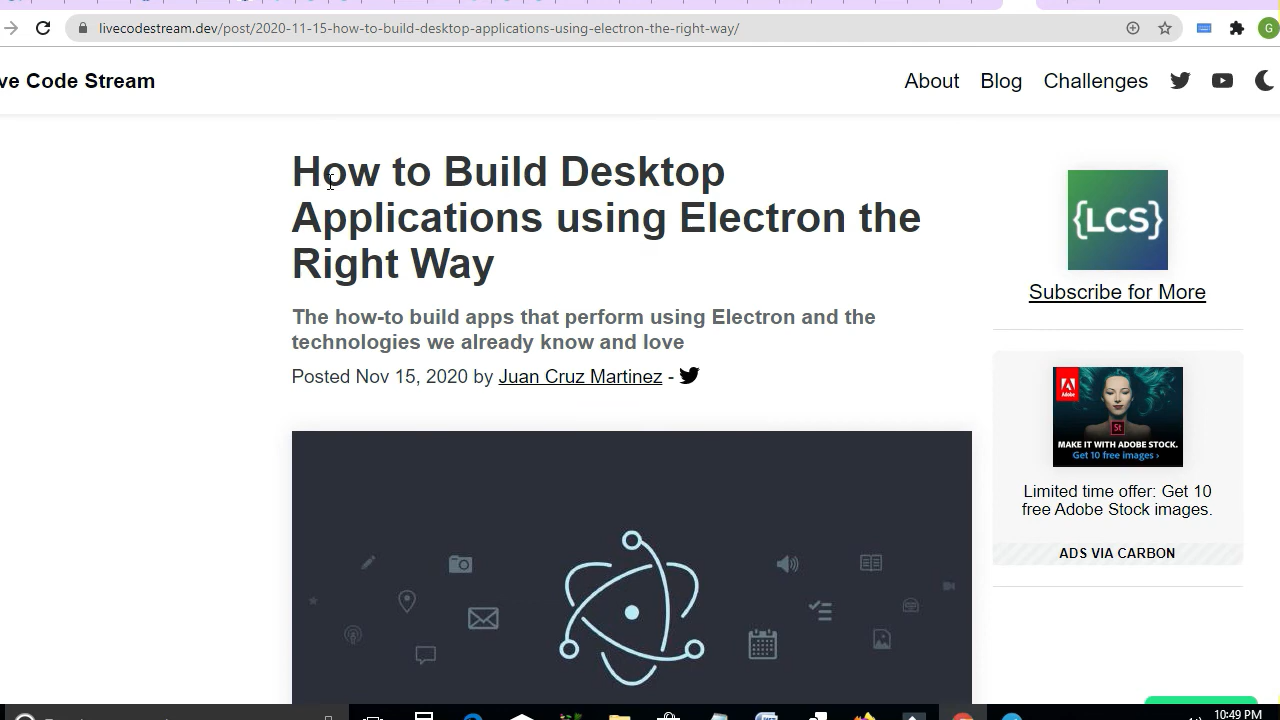 livecodestream.dev/post/2020-11-15-how-to-build-desktop-applications-using-electron-the-right-way/
G
ve Code Stream
About Blog Challenges
How to Build Desktop
Applications using Electron the
Right Way
The how-to build apps that perform using Electron and the
technologies we already know and love
Posted Nov 15, 2020 by Juan Cruz Martinez -
{LCS}
Subscribe for More
Adobe
St
MAKE IT WITH ADOBE STOCK.
Get 10 free images ›
Limited time offer: Get 10
free Adobe Stock images.
ADS VIA CARBON
10:49 PM